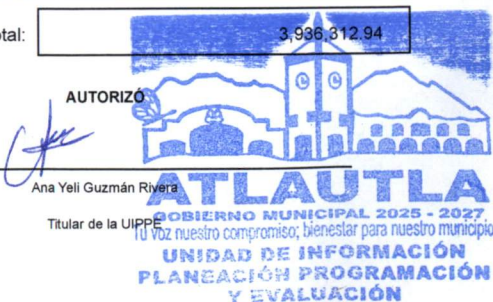 otal: 3,936,312.94
AUTORIZÓ
Ana Yeli Guzmán Rivera
Titular de la UIPPE
ATLAUTLA
GOBIERNO MUNICIPAL 2025 - 2027
Tu voz nuestro compromiso; bienestar para nuestro municipio
UNIDAD DE INFORMACIÓN
PLANEACIÓN PROGRAMACIÓN
Y EVALUACIÓN